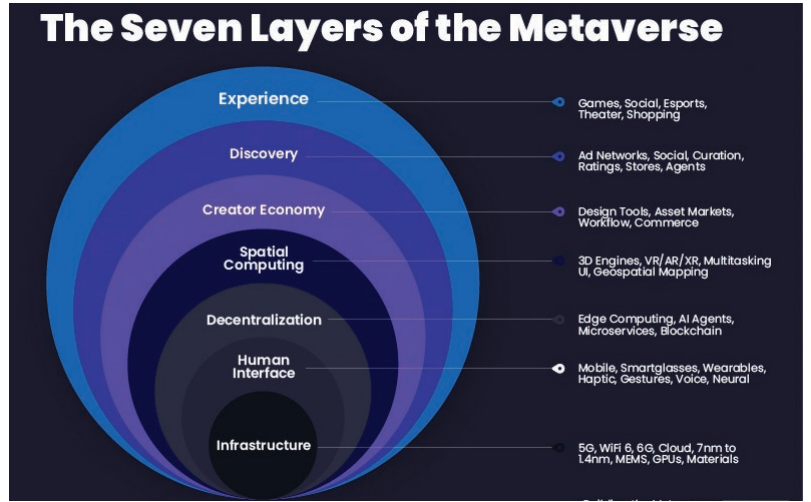 The Seven Layers of the Metaverse
Experience
Games, Social, Esports,
Theater, Shopping
Discovery
Ad Networks, Social, Curation,
Ratings, Stores, Agents
Creator Economy
Design Tools, Asset Markets,
Workflow, Commerce
Spatial
Computing
3D Engines, VR/AR/XR, Multitasking
UI, Geospatial Mapping
Decentralization
Edge Computing, AI Agents,
Microservices, Blockchain
Human
Interface
Mobile, Smartglasses, Wearables,
Haptic, Gestures, Voice, Neural
Infrastructure
5G, WiFi 6, 6G, Cloud, 7nm to
1.4nm, MEMS, GPUs, Materials